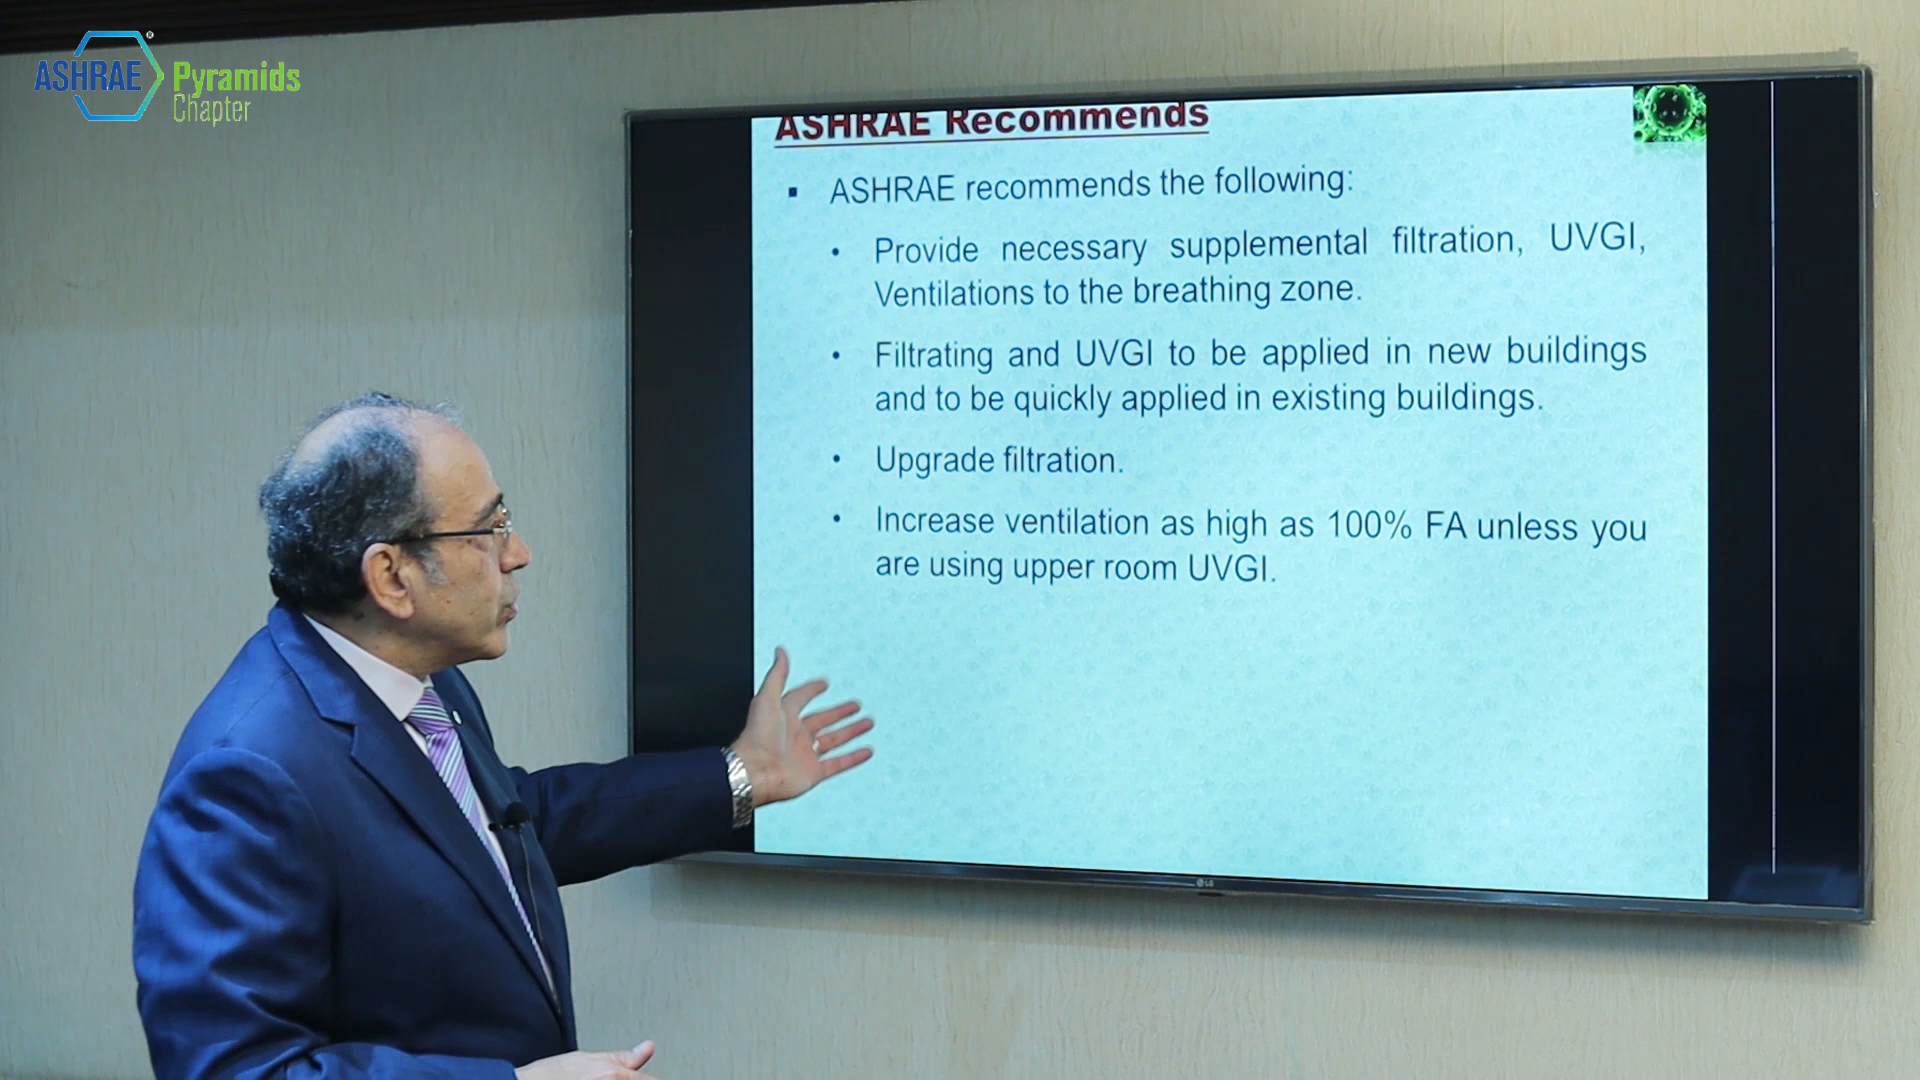 ASHRAE®
Pyramids
Chapter
ASHRAE Recommends
▪ ASHRAE recommends the following:
• Provide necessary supplemental filtration, UVGI,
Ventilations to the breathing zone.
• Filtrating and UVGI to be applied in new buildings
and to be quickly applied in existing buildings.
• Upgrade filtration.
• Increase ventilation as high as 100% FA unless you
are using upper room UVGI.
LG